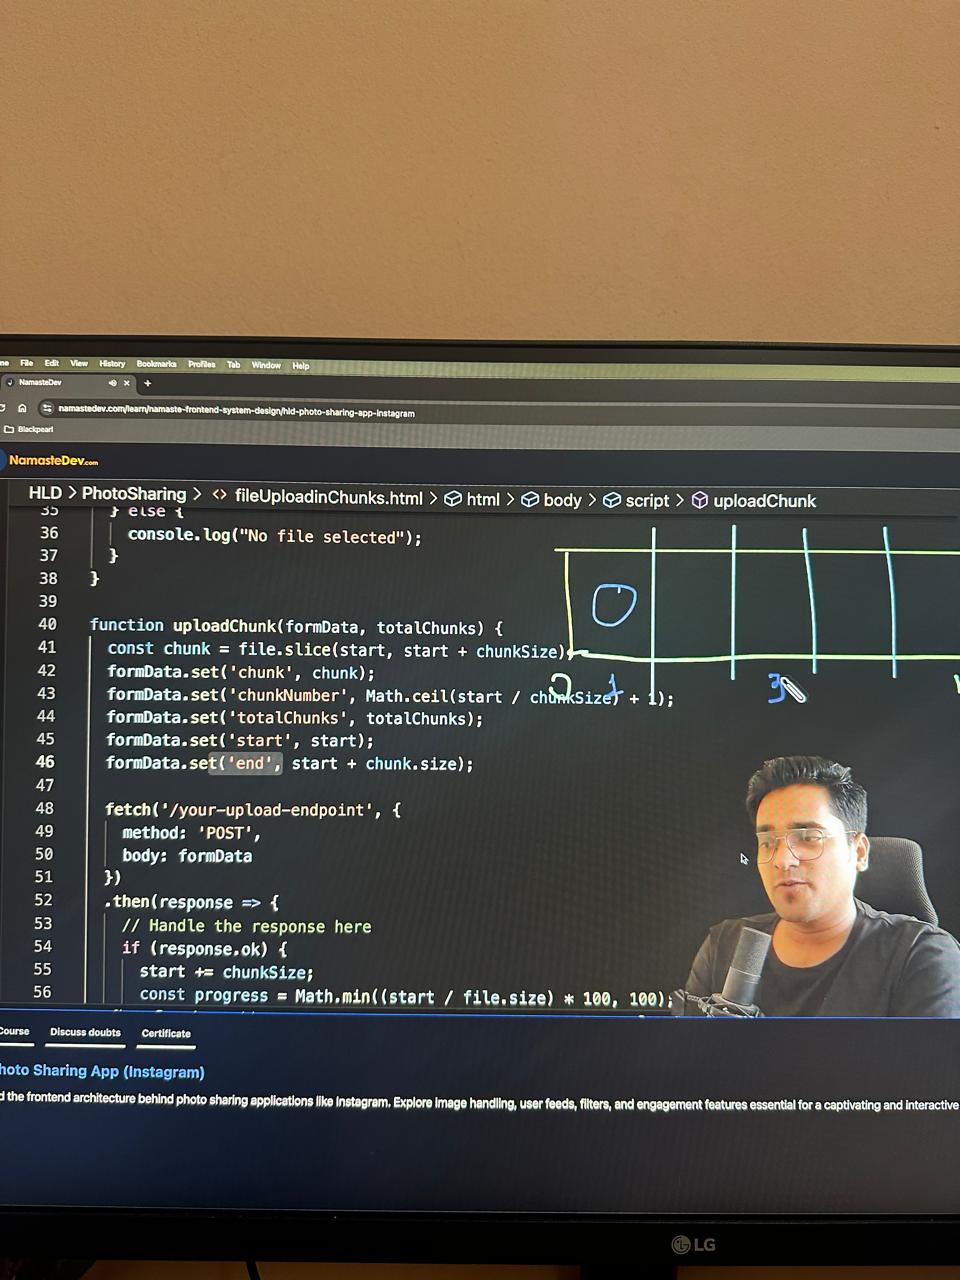 File Edit View History Bookmarks Profiles Tab Window Help
NamasteDev
namastedev.com/learn/namaste-frontend-system-design/hld-photo-sharing-app-instagram
Blackpearl
NamasteDev.com
HLD > PhotoSharing > <> fileUploadinChunks.html > html > body > script > uploadChunk
35 } else {
36 console.log("No file selected");
37 }
38 }
39
40 function uploadChunk(formData, totalChunks) {
41 const chunk = file.slice(start, start + chunkSize);
42 formData.set('chunk', chunk);
43 formData.set('chunkNumber', Math.ceil(start / chunkSize) + 1);
44 formData.set('totalChunks', totalChunks);
45 formData.set('start', start);
46 formData.set('end', start + chunk.size);
47
48 fetch('/your-upload-endpoint', {
49 method: 'POST',
50 body: formData
51 })
52 .then(response => {
53 // Handle the response here
54 if (response.ok) {
55 start += chunkSize;
56 const progress = Math.min((start / file.size) * 100, 100);
0
1
3
Course Discuss doubts Certificate
hoto Sharing App (Instagram)
d the frontend architecture behind photo sharing applications like Instagram. Explore image handling, user feeds, filters, and engagement features essential for a captivating and interactive
LG